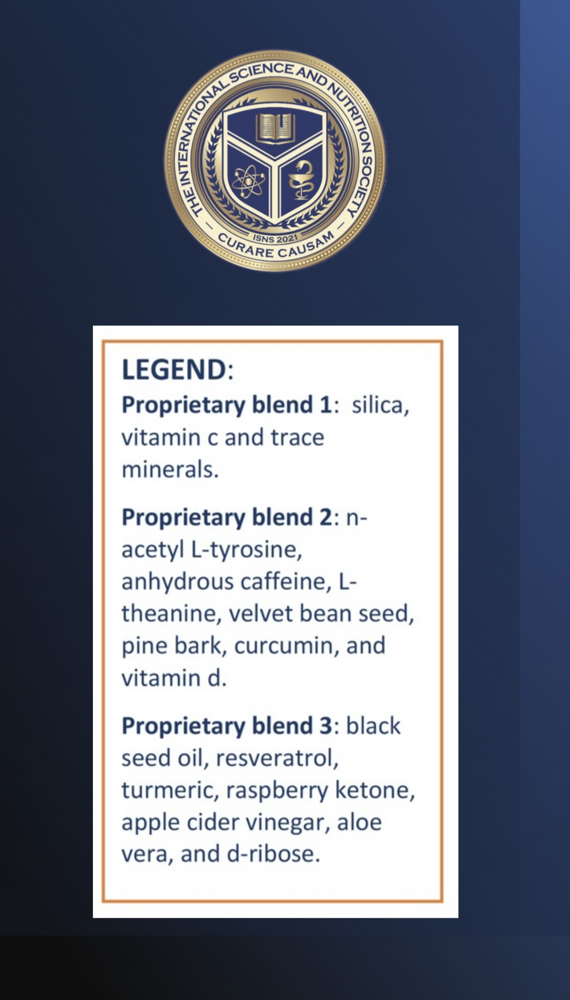 THE INTERNATIONAL SCIENCE AND NUTRITION SOCIETY
ISNS 2021
CURARE CAUSAM
LEGEND:
Proprietary blend 1:  silica,
vitamin c and trace
minerals.
Proprietary blend 2: n-
acetyl L-tyrosine,
anhydrous caffeine, L-
theanine, velvet bean seed,
pine bark, curcumin, and
vitamin d.
Proprietary blend 3: black
seed oil, resveratrol,
turmeric, raspberry ketone,
apple cider vinegar, aloe
vera, and d-ribose.